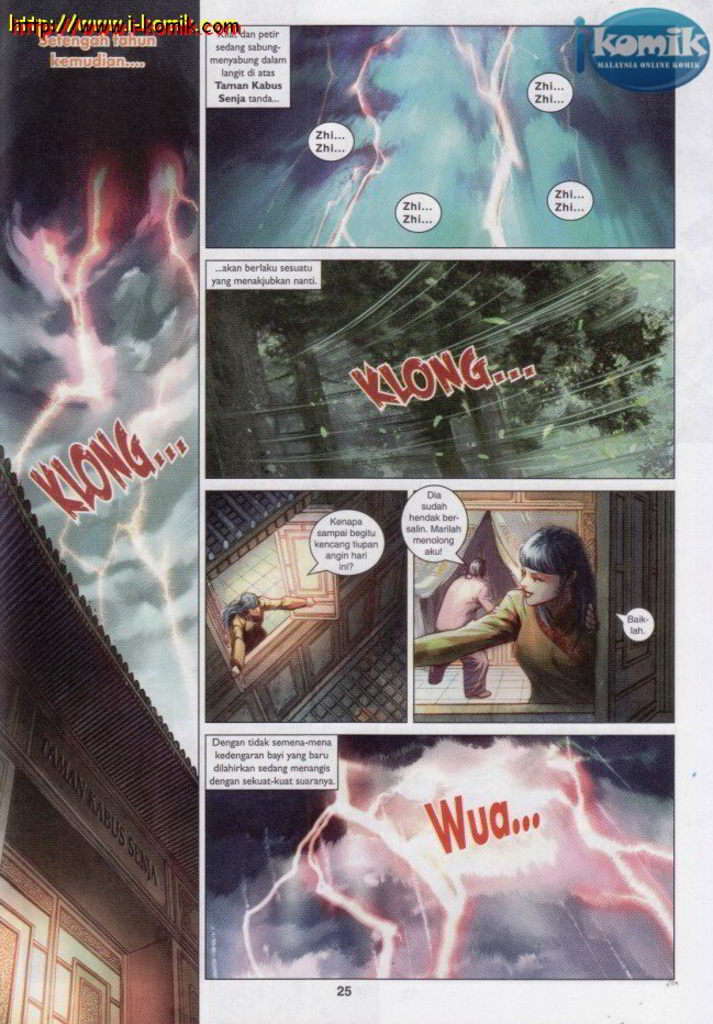 http://www.i-komik.com
Setengah tahun
kemudian....
Kilat dan petir
sedang sabung-
menyabung dalam
langit di atas
Taman Kabus
Senja tanda...
ikomik
MALAYSIA ONLINE KOMIK
Zhi...
Zhi...
Zhi...
Zhi...
Zhi...
Zhi...
Zhi...
Zhi...
KLONG...
TAMAN KABUS SENJA
...akan berlaku sesuatu
yang menakjubkan nanti.
KLONG...
Kenapa
sampai begitu
kencang tiupan
angin hari
ini?
Dia
sudah
hendak ber-
salin. Marilah
menolong
aku!
Baik-
lah.
Dengan tidak semena-mena
kedengaran bayi yang baru
dilahirkan sedang menangis
dengan sekuat-kuat suaranya.
Wua...
25